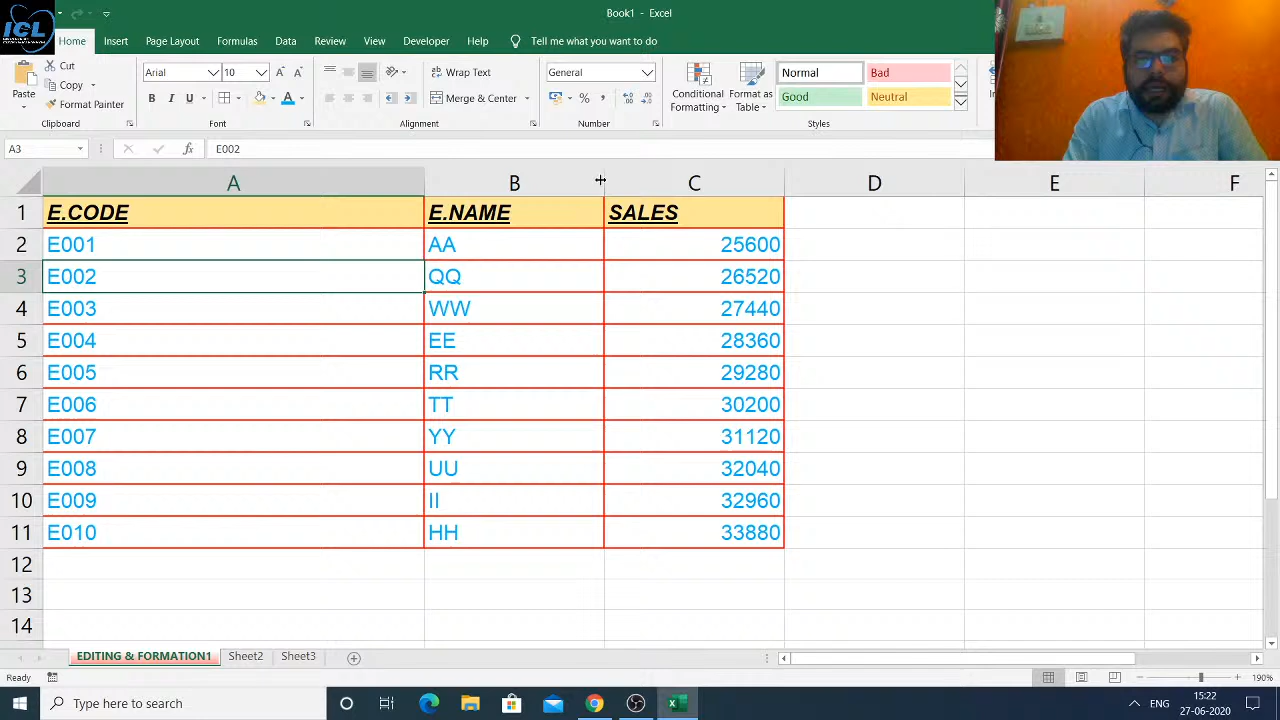 Book1 - Excel
ICL
Home Insert Page Layout Formulas Data Review View Developer Help Tell me what you want to do
Paste
Cut
Copy
Format Painter
Clipboard
Arial 10
B I U
Font
Wrap Text
Merge & Center
Alignment
General
Number
Conditional Formatting
Format as Table
Normal Bad
Good Neutral
Styles
A3 fx E002
A B C D E F
1 E.CODE E.NAME SALES
2 E001 AA 25600
3 E002 QQ 26520
4 E003 WW 27440
5 E004 EE 28360
6 E005 RR 29280
7 E006 TT 30200
8 E007 YY 31120
9 E008 UU 32040
10 E009 II 32960
11 E010 HH 33880
12
13
14
EDITING & FORMATION1 Sheet2 Sheet3
Ready 190%
Type here to search ENG 15:22
27-06-2020